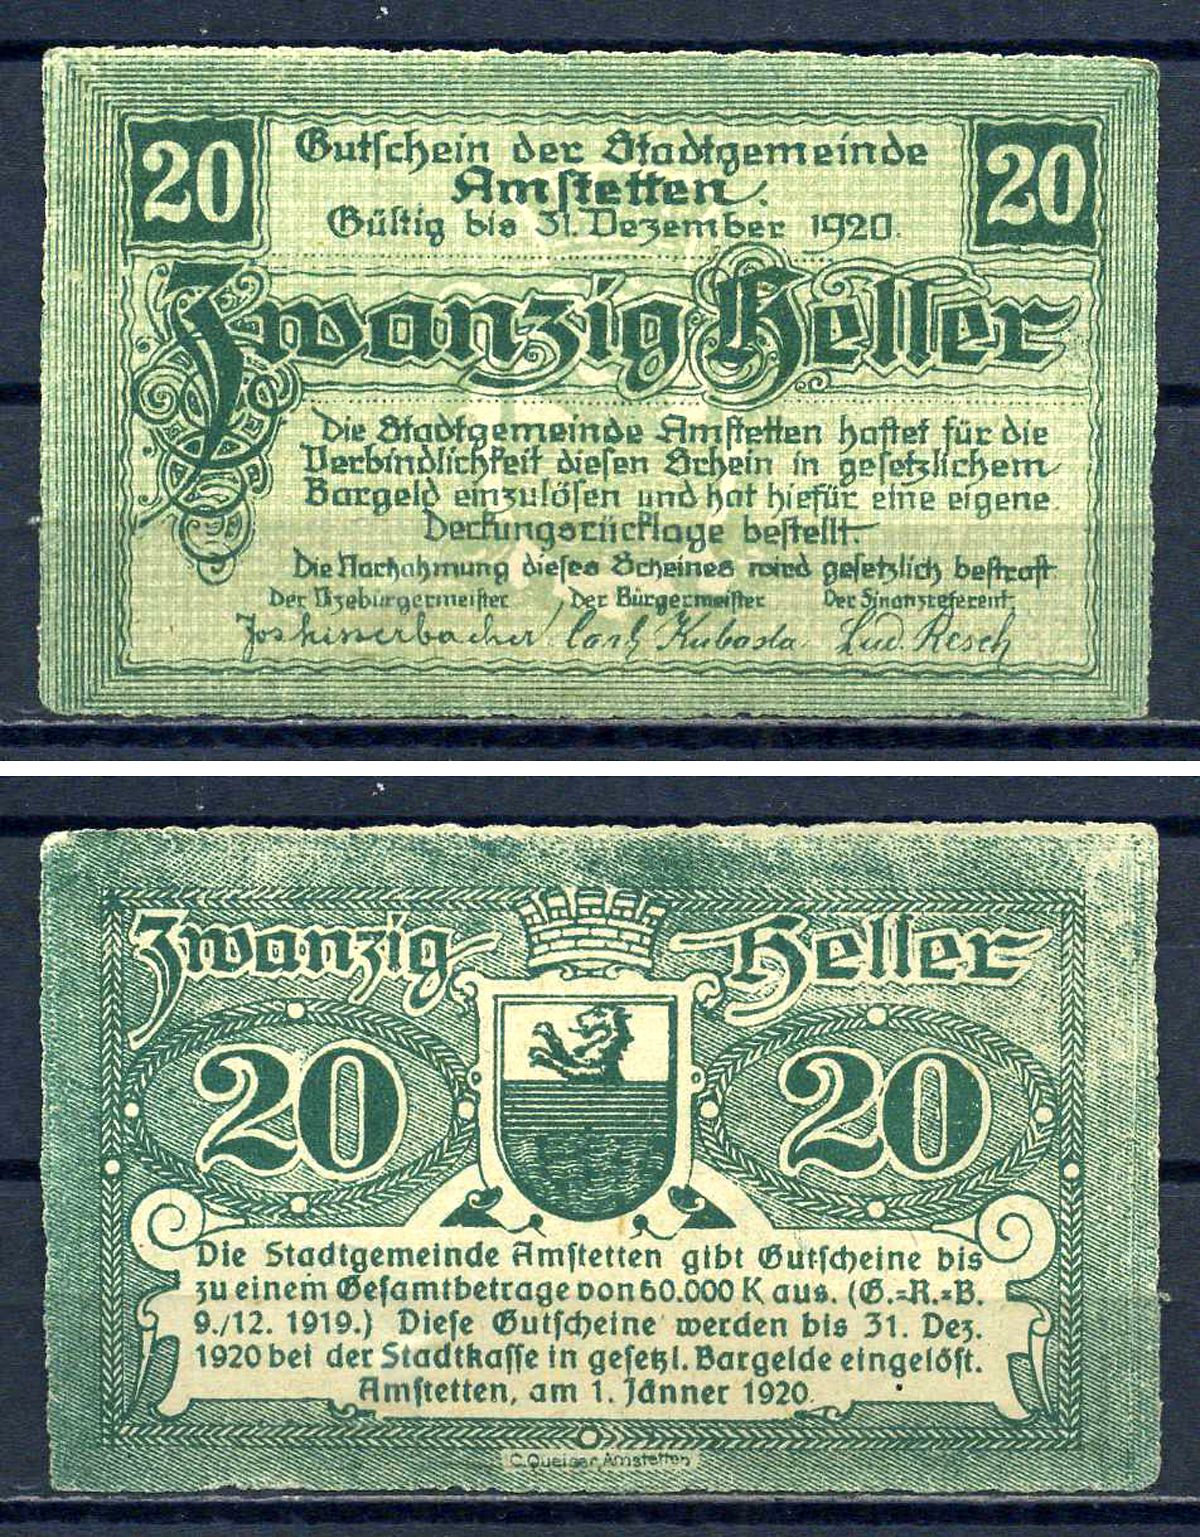 20
20
Gutschein der Stadtgemeinde
Amstetten.
Gültig bis 31. Dezember 1920.
Zwanzig Heller
Die Stadtgemeinde Amstetten haftet für die
Verbindlichkeit diesen Schein in gesetzlichem
Bargeld einzulösen und hat hiefür eine eigene
Deckungsrücklage bestellt.
Die Nachahmung dieses Scheines wird gesetzlich bestraft
Der Vizebürgermeister Der Bürgermeister Der Finanzreferent
Carl Kubasta Lud. Resch
Zwanzig Heller
20 20
Die Stadtgemeinde Amstetten gibt Gutscheine bis
zu einem Gesamtbetrage von 60.000 K aus. (G.=R.=B.
9./12. 1919.) Diese Gutscheine werden bis 31. Dez.
1920 bei der Stadtkasse in gesetzl. Bargelde eingelöst.
Amstetten, am 1. Jänner 1920.
C. Queiser, Amstetten